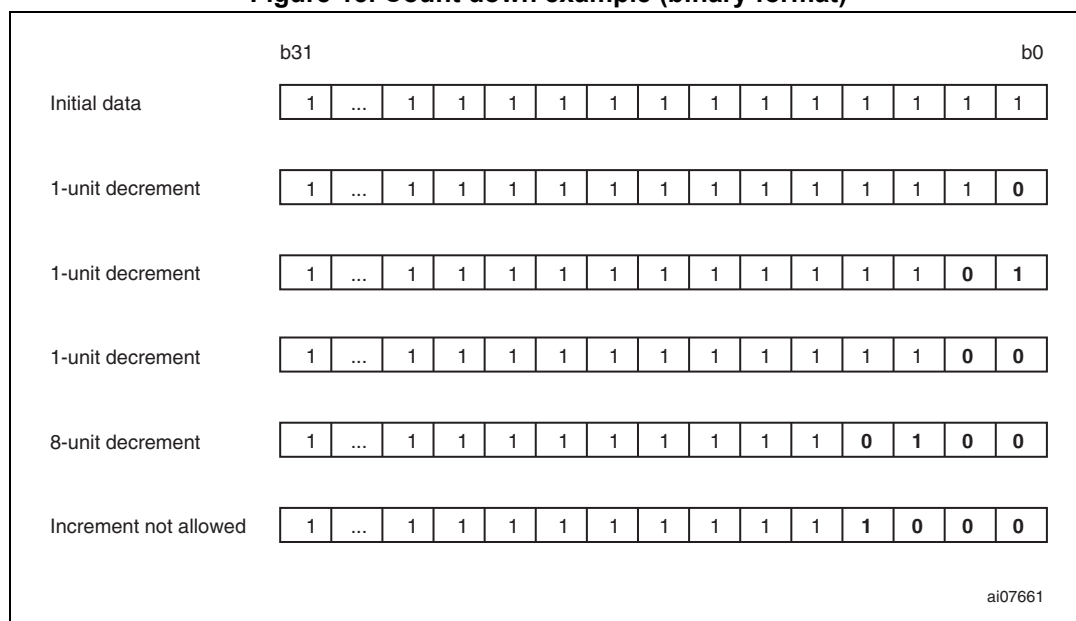 Figure Count down example (binary format)
b31 b0
Initial data 1 ... 1 1 1 1 1 1 1 1 1 1 1 1 1
1-unit decrement 1 ... 1 1 1 1 1 1 1 1 1 1 1 1 0
1-unit decrement 1 ... 1 1 1 1 1 1 1 1 1 1 1 0 1
1-unit decrement 1 ... 1 1 1 1 1 1 1 1 1 1 1 0 0
8-unit decrement 1 ... 1 1 1 1 1 1 1 1 1 0 1 0 0
Increment not allowed 1 ... 1 1 1 1 1 1 1 1 1 1 0 0 0
ai07661